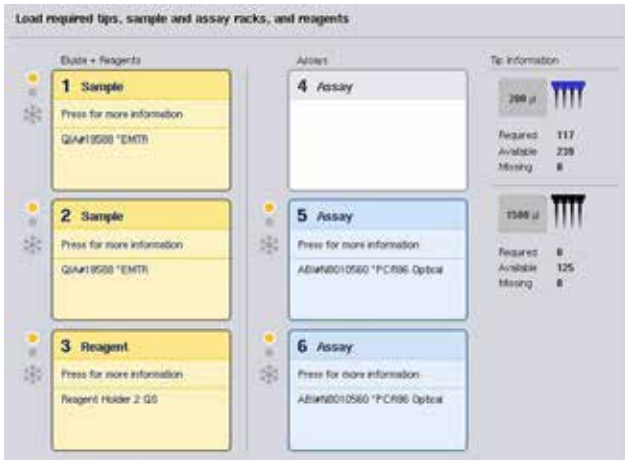 Load required tips, sample and assay racks, and reagents
Eluate + Reagents
Assays
Tip Information
1 Sample
Press for more information
QIA#19588 *EMTR
4 Assay
200 µl
Required 117
Available 239
Missing 0
2 Sample
Press for more information
QIA#19588 *EMTR
5 Assay
Press for more information
ABI#N8010560 *PCR96 Optical
1500 µl
Required 0
Available 125
Missing 0
3 Reagent
Press for more information
Reagent Holder 2 QS
6 Assay
Press for more information
ABI#N8010560 *PCR96 Optical